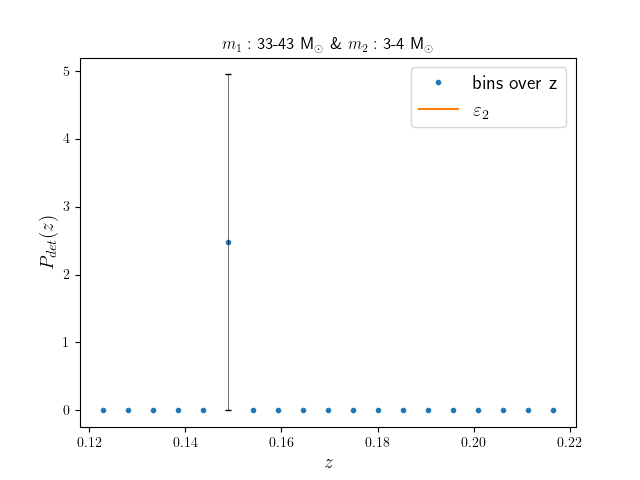 m₁ : 33-43 M⊙ & m₂ : 3-4 M⊙
bins over z
ε₂
5
4
3
2
1
0
P_det(z)
0.12 0.14 0.16 0.18 0.20 0.22
z